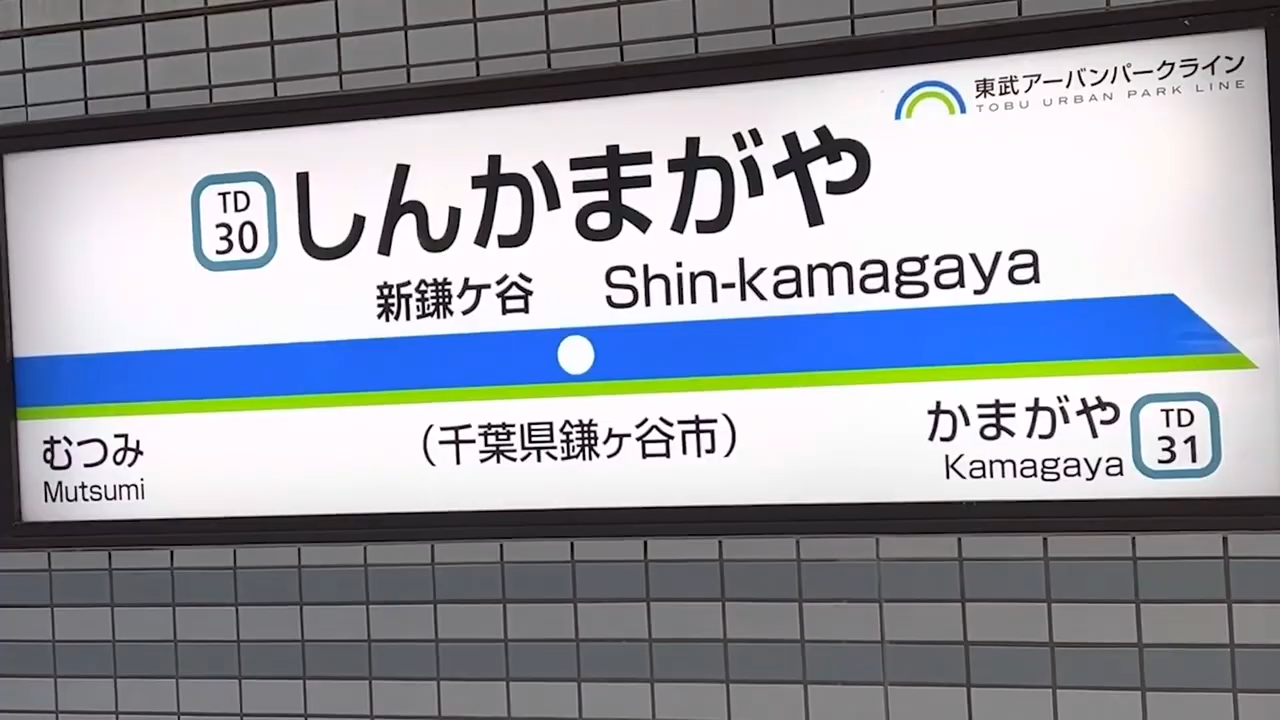 東武アーバンパークライン
TOBU URBAN PARK LINE
TD
30
しんかまがや
新鎌ケ谷 Shin-kamagaya
むつみ
Mutsumi
（千葉県鎌ヶ谷市）
かまがや
Kamagaya
TD
31